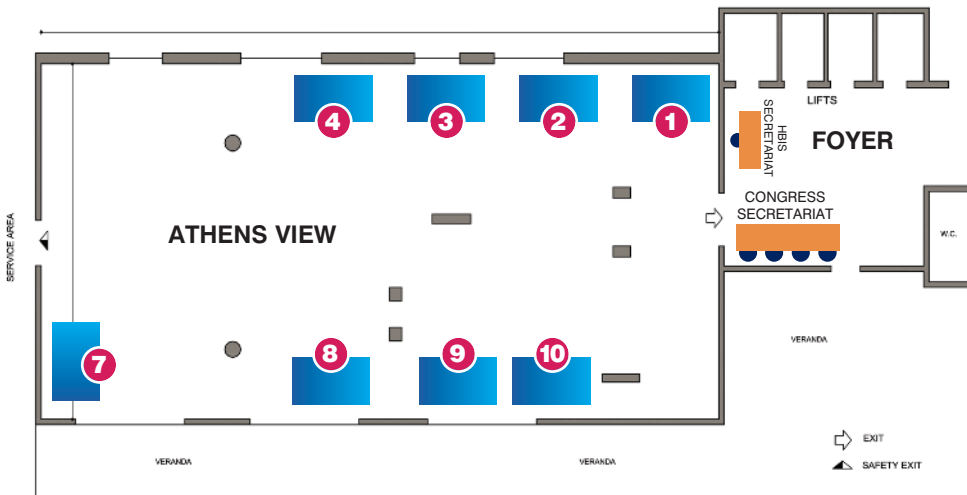 LIFTS
HBIS
SECRETARIAT
FOYER
4
3
2
1
CONGRESS
SECRETARIAT
ATHENS VIEW
W.C.
SERVICE AREA
7
8
9
10
VERANDA
VERANDA
VERANDA
EXIT
SAFETY EXIT